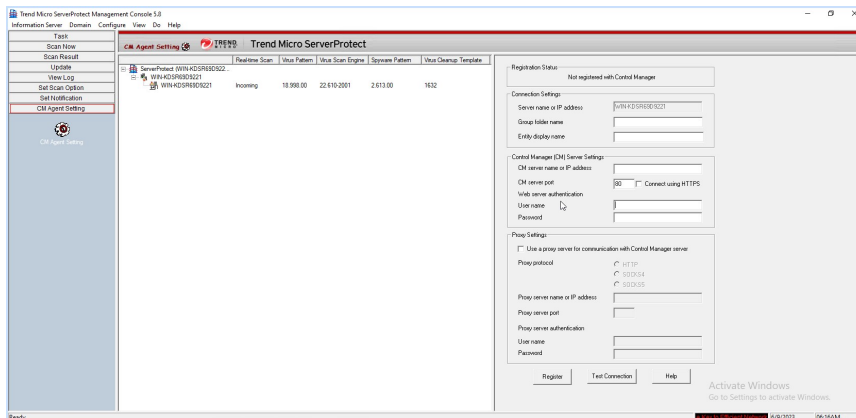 Trend Micro ServerProtect Management Console 5.8
Information Server Domain Configure View Do Help
Task
Scan Now
Scan Result
Update
View Log
Set Scan Option
Set Notification
CM Agent Setting
CM Agent Setting
CM Agent Setting TREND MICRO Trend Micro ServerProtect
Real-time Scan Virus Pattern Virus Scan Engine Spyware Pattern Virus Cleanup Template
ServerProtect (WIN-KDSR69D922...
WIN-KDSR69D9221
WIN-KDSR69D9221 Incoming 18.998.00 22.610-2001 2.613.00 1632
Registration Status
Not registered with Control Manager
Connection Settings
Server name or IP address WIN-KDSR69D9221
Group folder name
Entity display name
Control Manager (CM) Server Settings
CM server name or IP address
CM server port 80 Connect using HTTPS
Web server authentication
User name
Password
Proxy Settings
Use a proxy server for communication with Control Manager server
Proxy protocol HTTP
SOCKS4
SOCKS5
Proxy server name or IP address
Proxy server port
Proxy server authentication
User name
Password
Register Test Connection Help
Activate Windows
Go to Settings to activate Windows.
Ready 6/9/2023 06:16AM